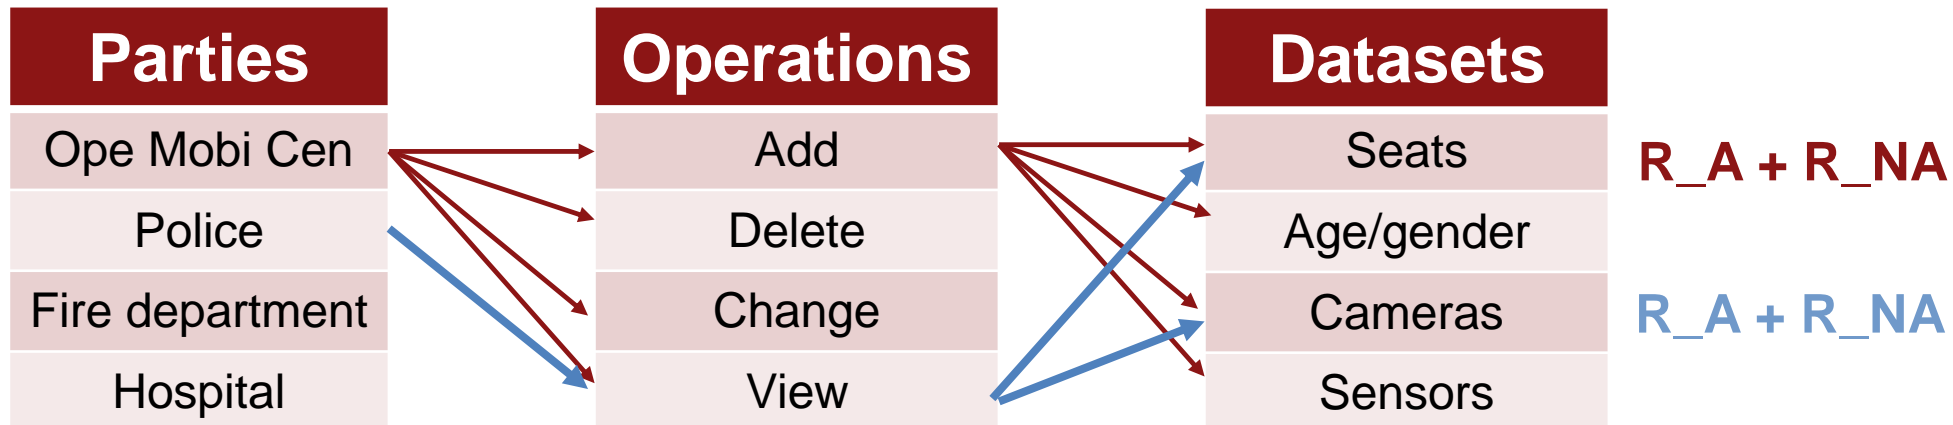 Parties
Operations
Datasets
Ope Mobi Cen
Add
Seats
R_A + R_NA
Police
Delete
Age/gender
Fire department
Change
Cameras
R_A + R_NA
Hospital
View
Sensors